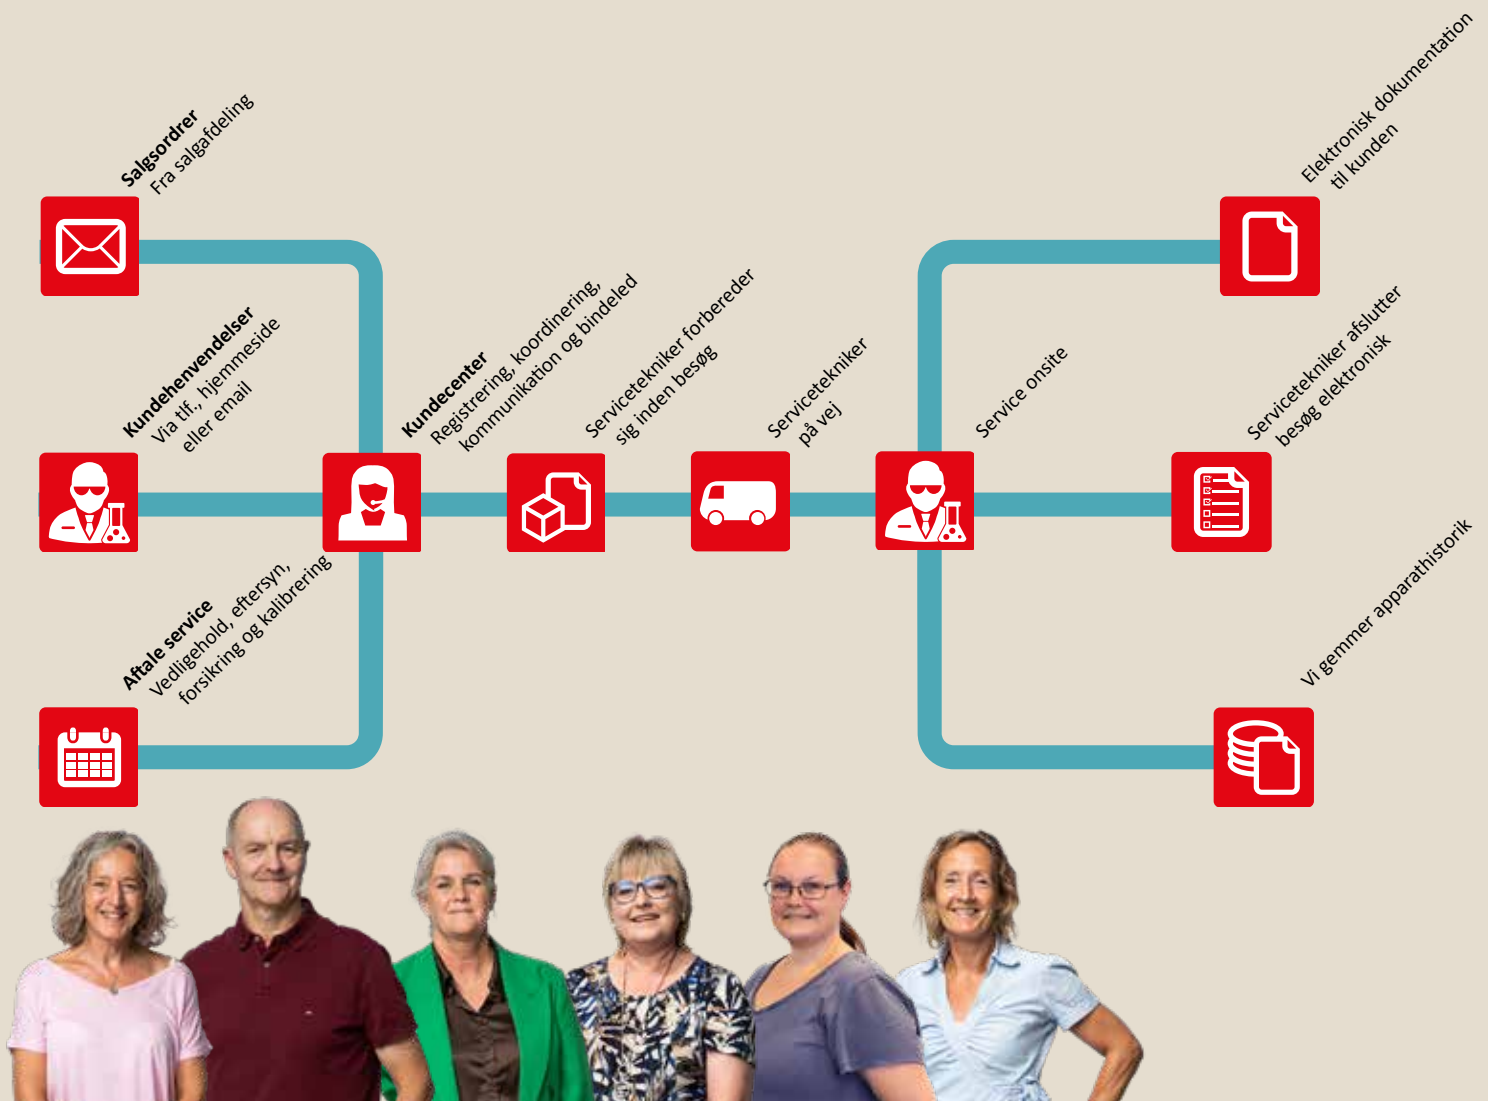 Salgsordrer
Fra salgafdeling
Kundehenvendelser
Via tlf., hjemmeside
eller email
Aftale service
Vedligehold, eftersyn,
forsikring og kalibrering
Kundecenter
Registrering, koordinering,
kommunikation og bindeled
Servicetekniker forbereder
sig inden besøg
Servicetekniker
på vej
Service onsite
Elektronisk dokumentation
til kunden
Servicetekniker afslutter
besøg elektronisk
Vi gemmer apparathistorik